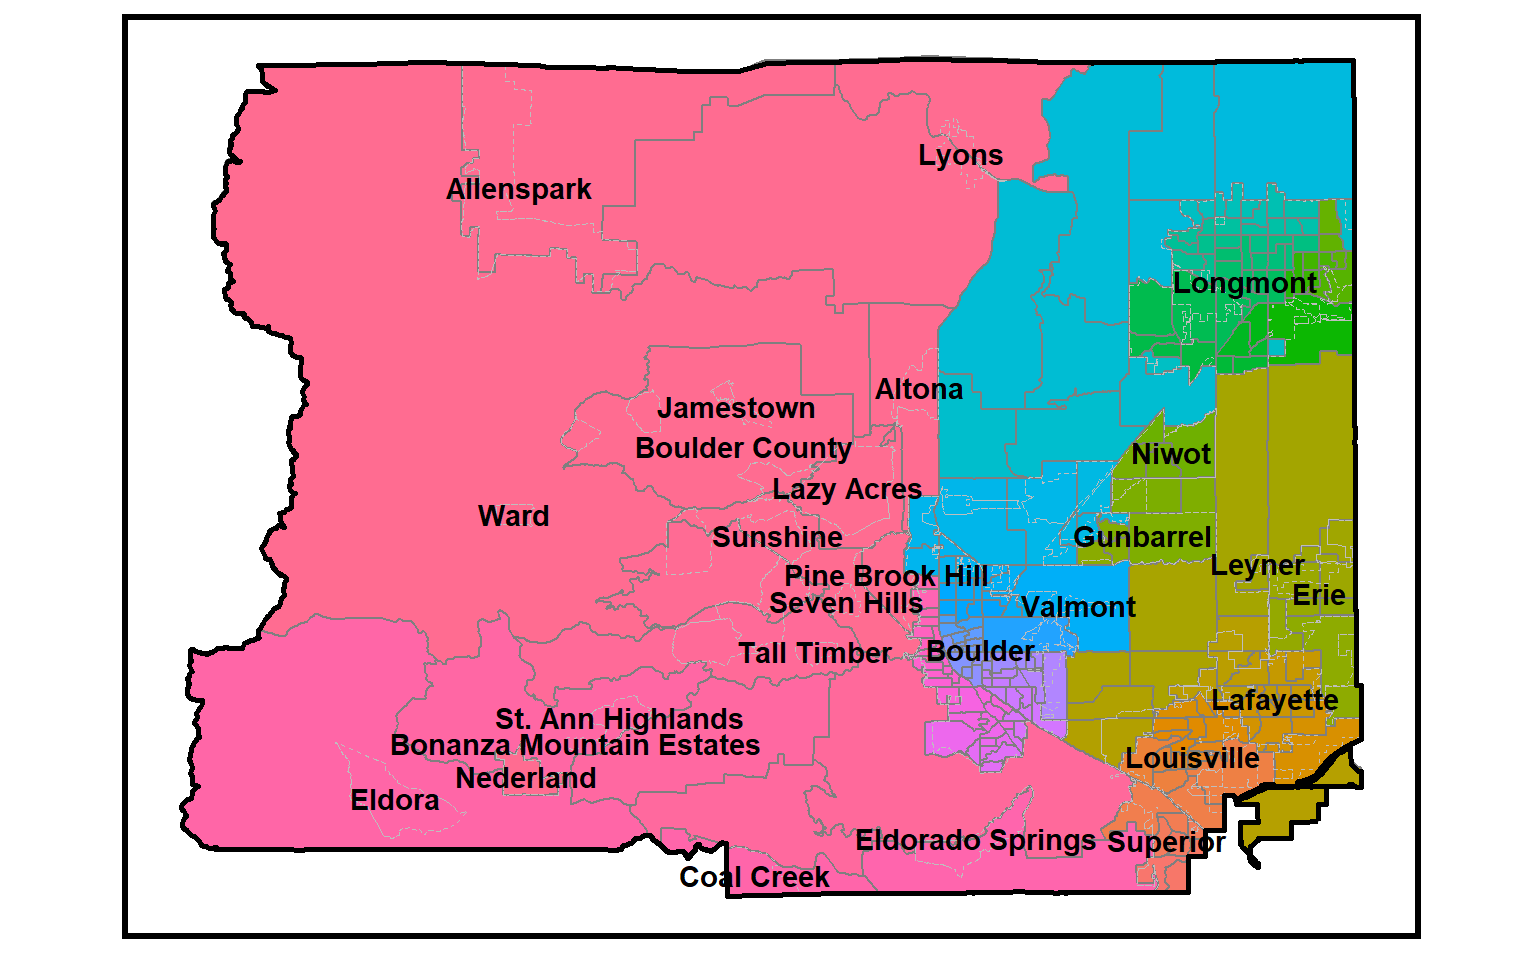 Lyons
Allenspark
Longmont
Altona
Jamestown
Boulder County
Niwot
Lazy Acres
Ward
Sunshine
Gunbarrel
Leyner
Pine Brook Hill
Erie
Seven Hills
Valmont
Boulder
Tall Timber
Lafayette
St. Ann Highlands
Bonanza Mountain Estates
Louisville
Nederland
Eldora
Eldorado Springs
Superior
Coal Creek